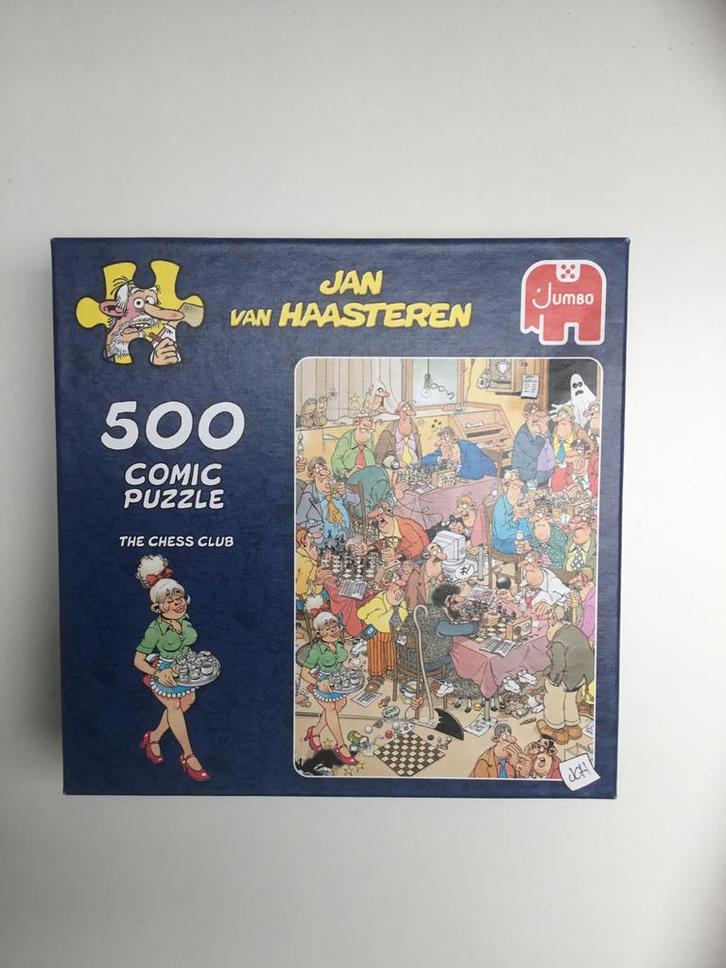 JAN
VAN HAASTEREN
JUMBO
500
COMIC
PUZZLE
THE CHESS CLUB